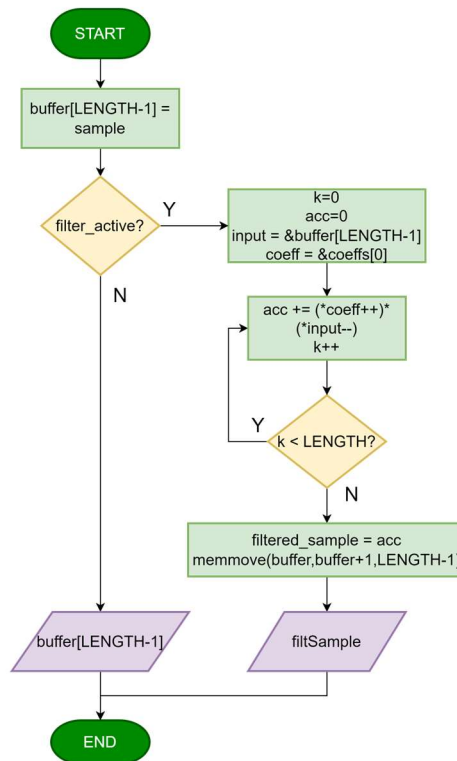 START
buffer[LENGTH-1] =
sample
filter_active?
Y
N
k=0
acc=0
input = &buffer[LENGTH-1]
coeff = &coeffs[0]
acc += (*coeff++)*
(*input--)
k++
Y
k < LENGTH?
N
filtered_sample = acc
memmove(buffer,buffer+1,LENGTH-1)
buffer[LENGTH-1]
filtSample
END